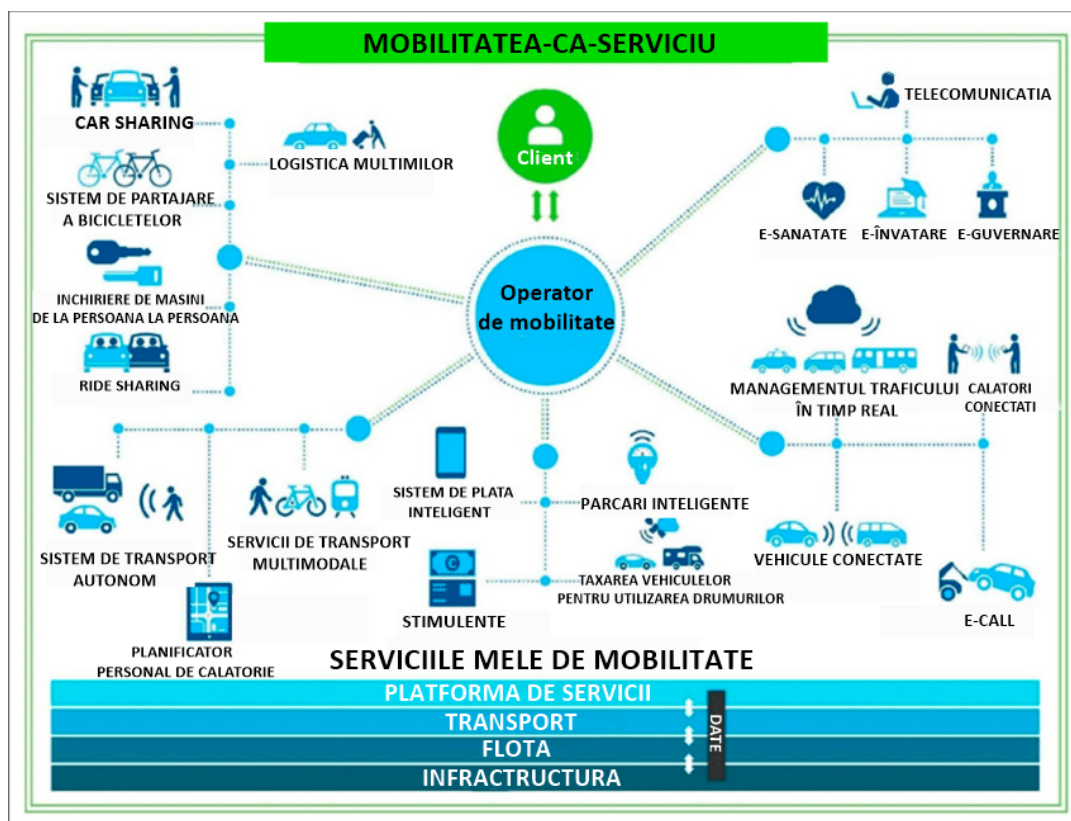 MOBILITATEA-CA-SERVICIU
CAR SHARING
LOGISTICA MULTIMILOR
SISTEM DE PARTAJARE
A BICICLETELOR
INCHIRIERE DE MASINI
DE LA PERSOANA LA PERSOANA
RIDE SHARING
Client
Operator
de mobilitate
TELECOMUNICATIA
E-SANATATE
E-ÎNVATARE
E-GUVERNARE
MANAGEMENTUL TRAFICULUI
ÎN TIMP REAL
CALATORI
CONECTATI
SISTEM DE TRANSPORT
AUTONOM
SERVICII DE TRANSPORT
MULTIMODALE
PLANIFICATOR
PERSONAL DE CALATORIE
SISTEM DE PLATA
INTELIGENT
PARCARI INTELIGENTE
STIMULENTE
TAXAREA VEHICULELOR
PENTRU UTILIZAREA DRUMURILOR
VEHICULE CONECTATE
E-CALL
SERVICIILE MELE DE MOBILITATE
PLATFORMA DE SERVICII
TRANSPORT
FLOTA
INFRACTRUCTURA
DATE